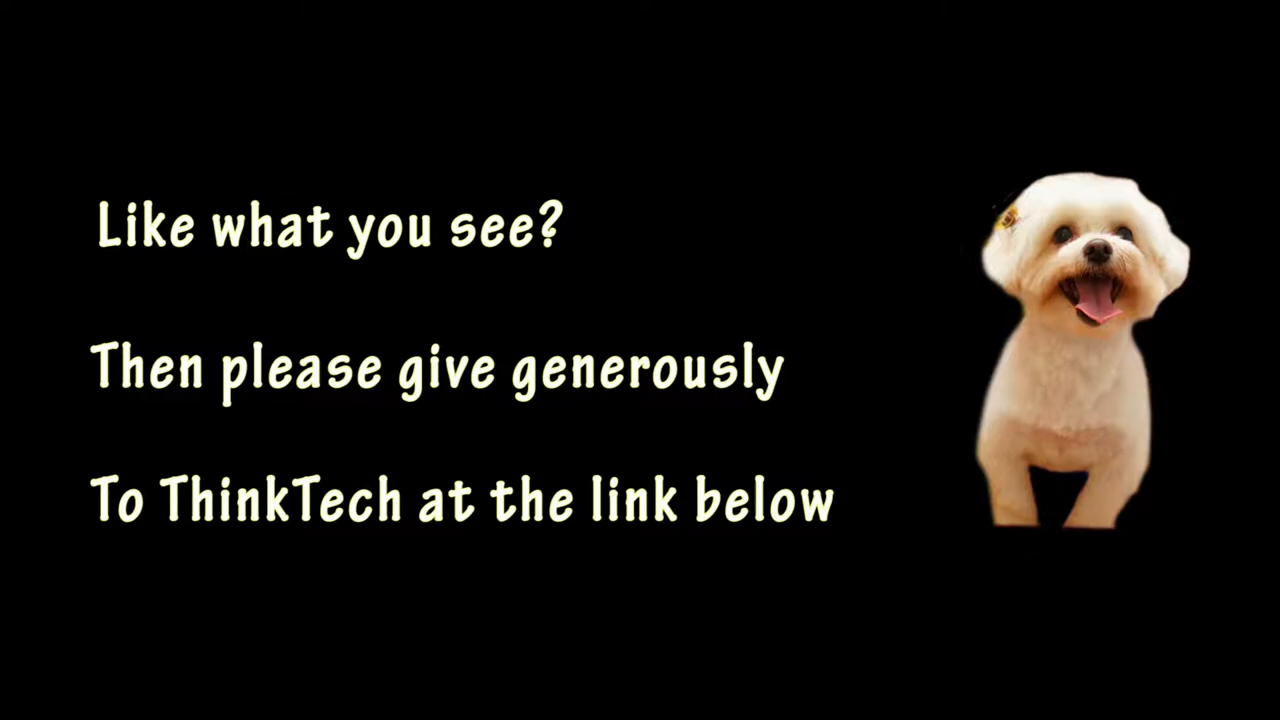 Like what you see?
Then please give generously
To ThinkTech at the link below